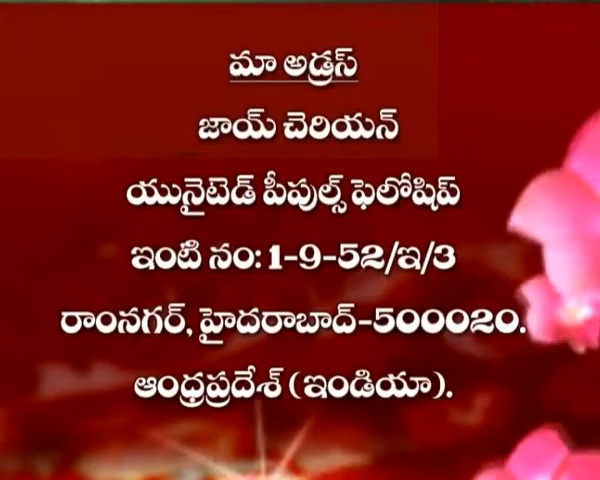 మా అడ్రస్
జాయ్ చెరియన్
యునైటెడ్ పీపుల్స్ ఫెలోషిప్
ఇంటి నం: 1-9-52/ఇ/3
రాంనగర్, హైదరాబాద్-500020.
ఆంధ్రప్రదేశ్ (ఇండియా).